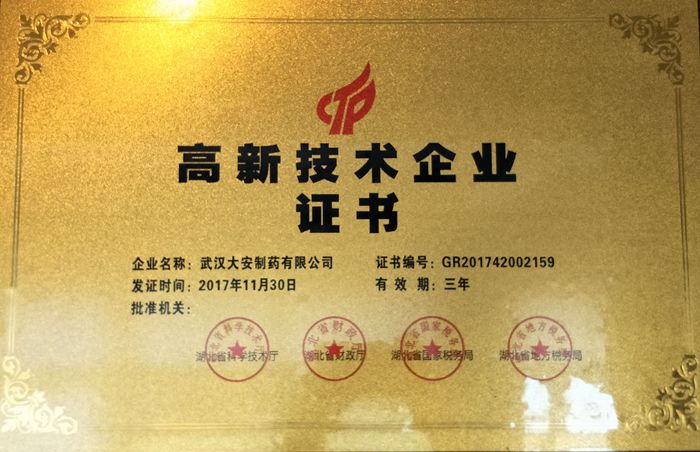 高新技术企业
证书
企业名称：武汉大安制药有限公司 证书编号：GR201742002159
发证时间：2017年11月30日 有 效 期：三年
批准机关：
湖北省科学技术厅 湖北省财政厅 湖北省国家税务局 湖北省地方税务局